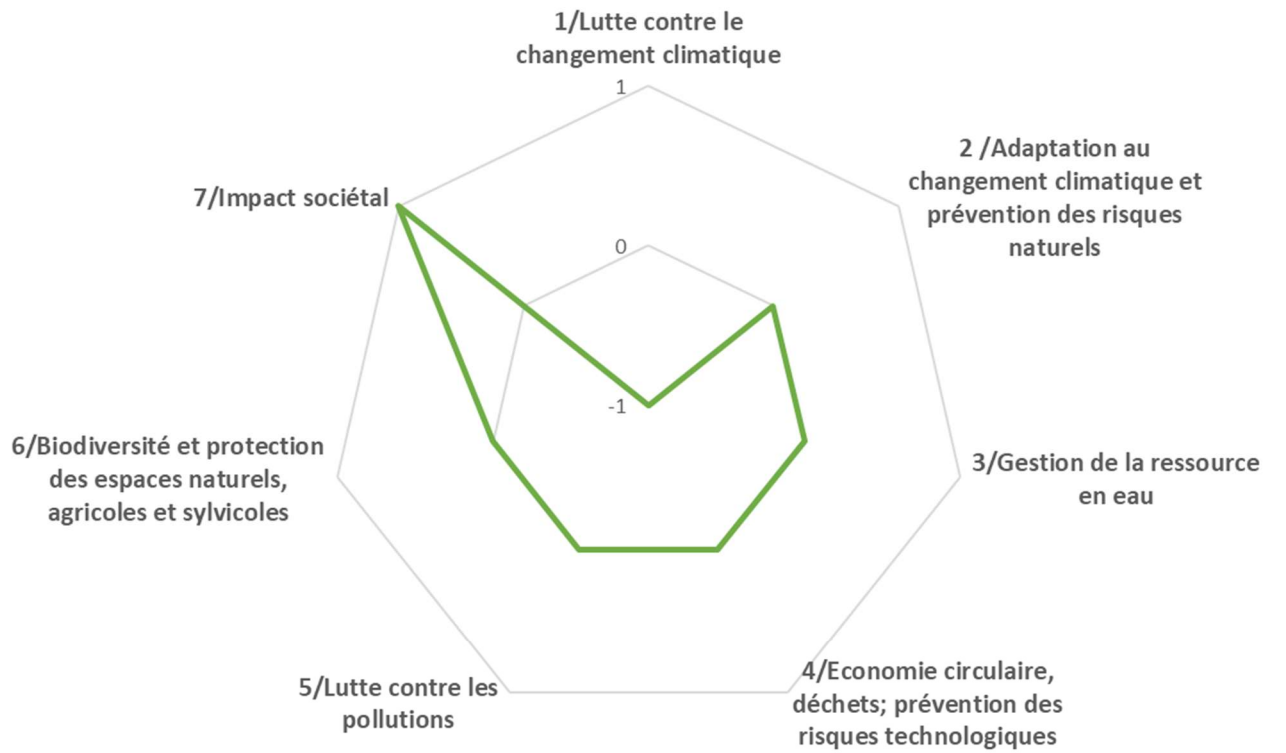 1/Lutte contre le
changement climatique
1
2 /Adaptation au
changement climatique et
prévention des risques
naturels
7/Impact sociétal
0
-1
6/Biodiversité et protection
des espaces naturels,
agricoles et sylvicoles
3/Gestion de la ressource
en eau
5/Lutte contre les
pollutions
4/Economie circulaire,
déchets; prévention des
risques technologiques